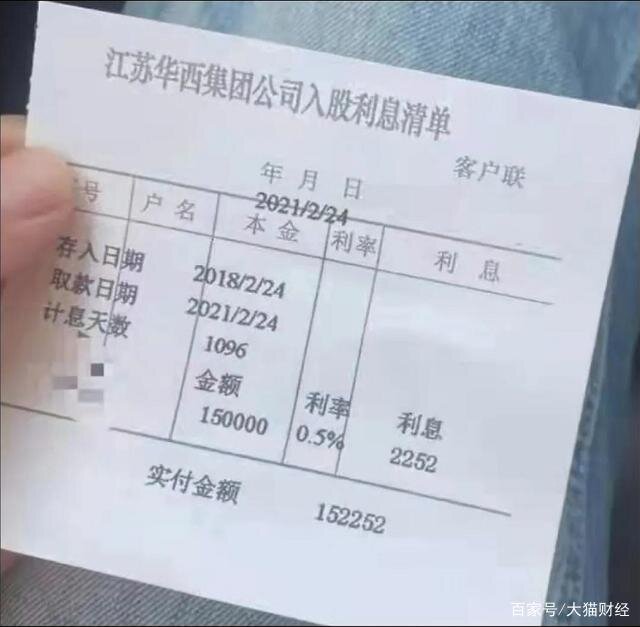 江苏华西集团公司入股利息清单
客户联
年 月 日
2021/2/24
号 户名 本金 利率 利息
存入日期 2018/2/24
取款日期 2021/2/24
计息天数 1096
金额 利率 利息
150000 0.5% 2252
实付金额 152252
百家号/大猫财经